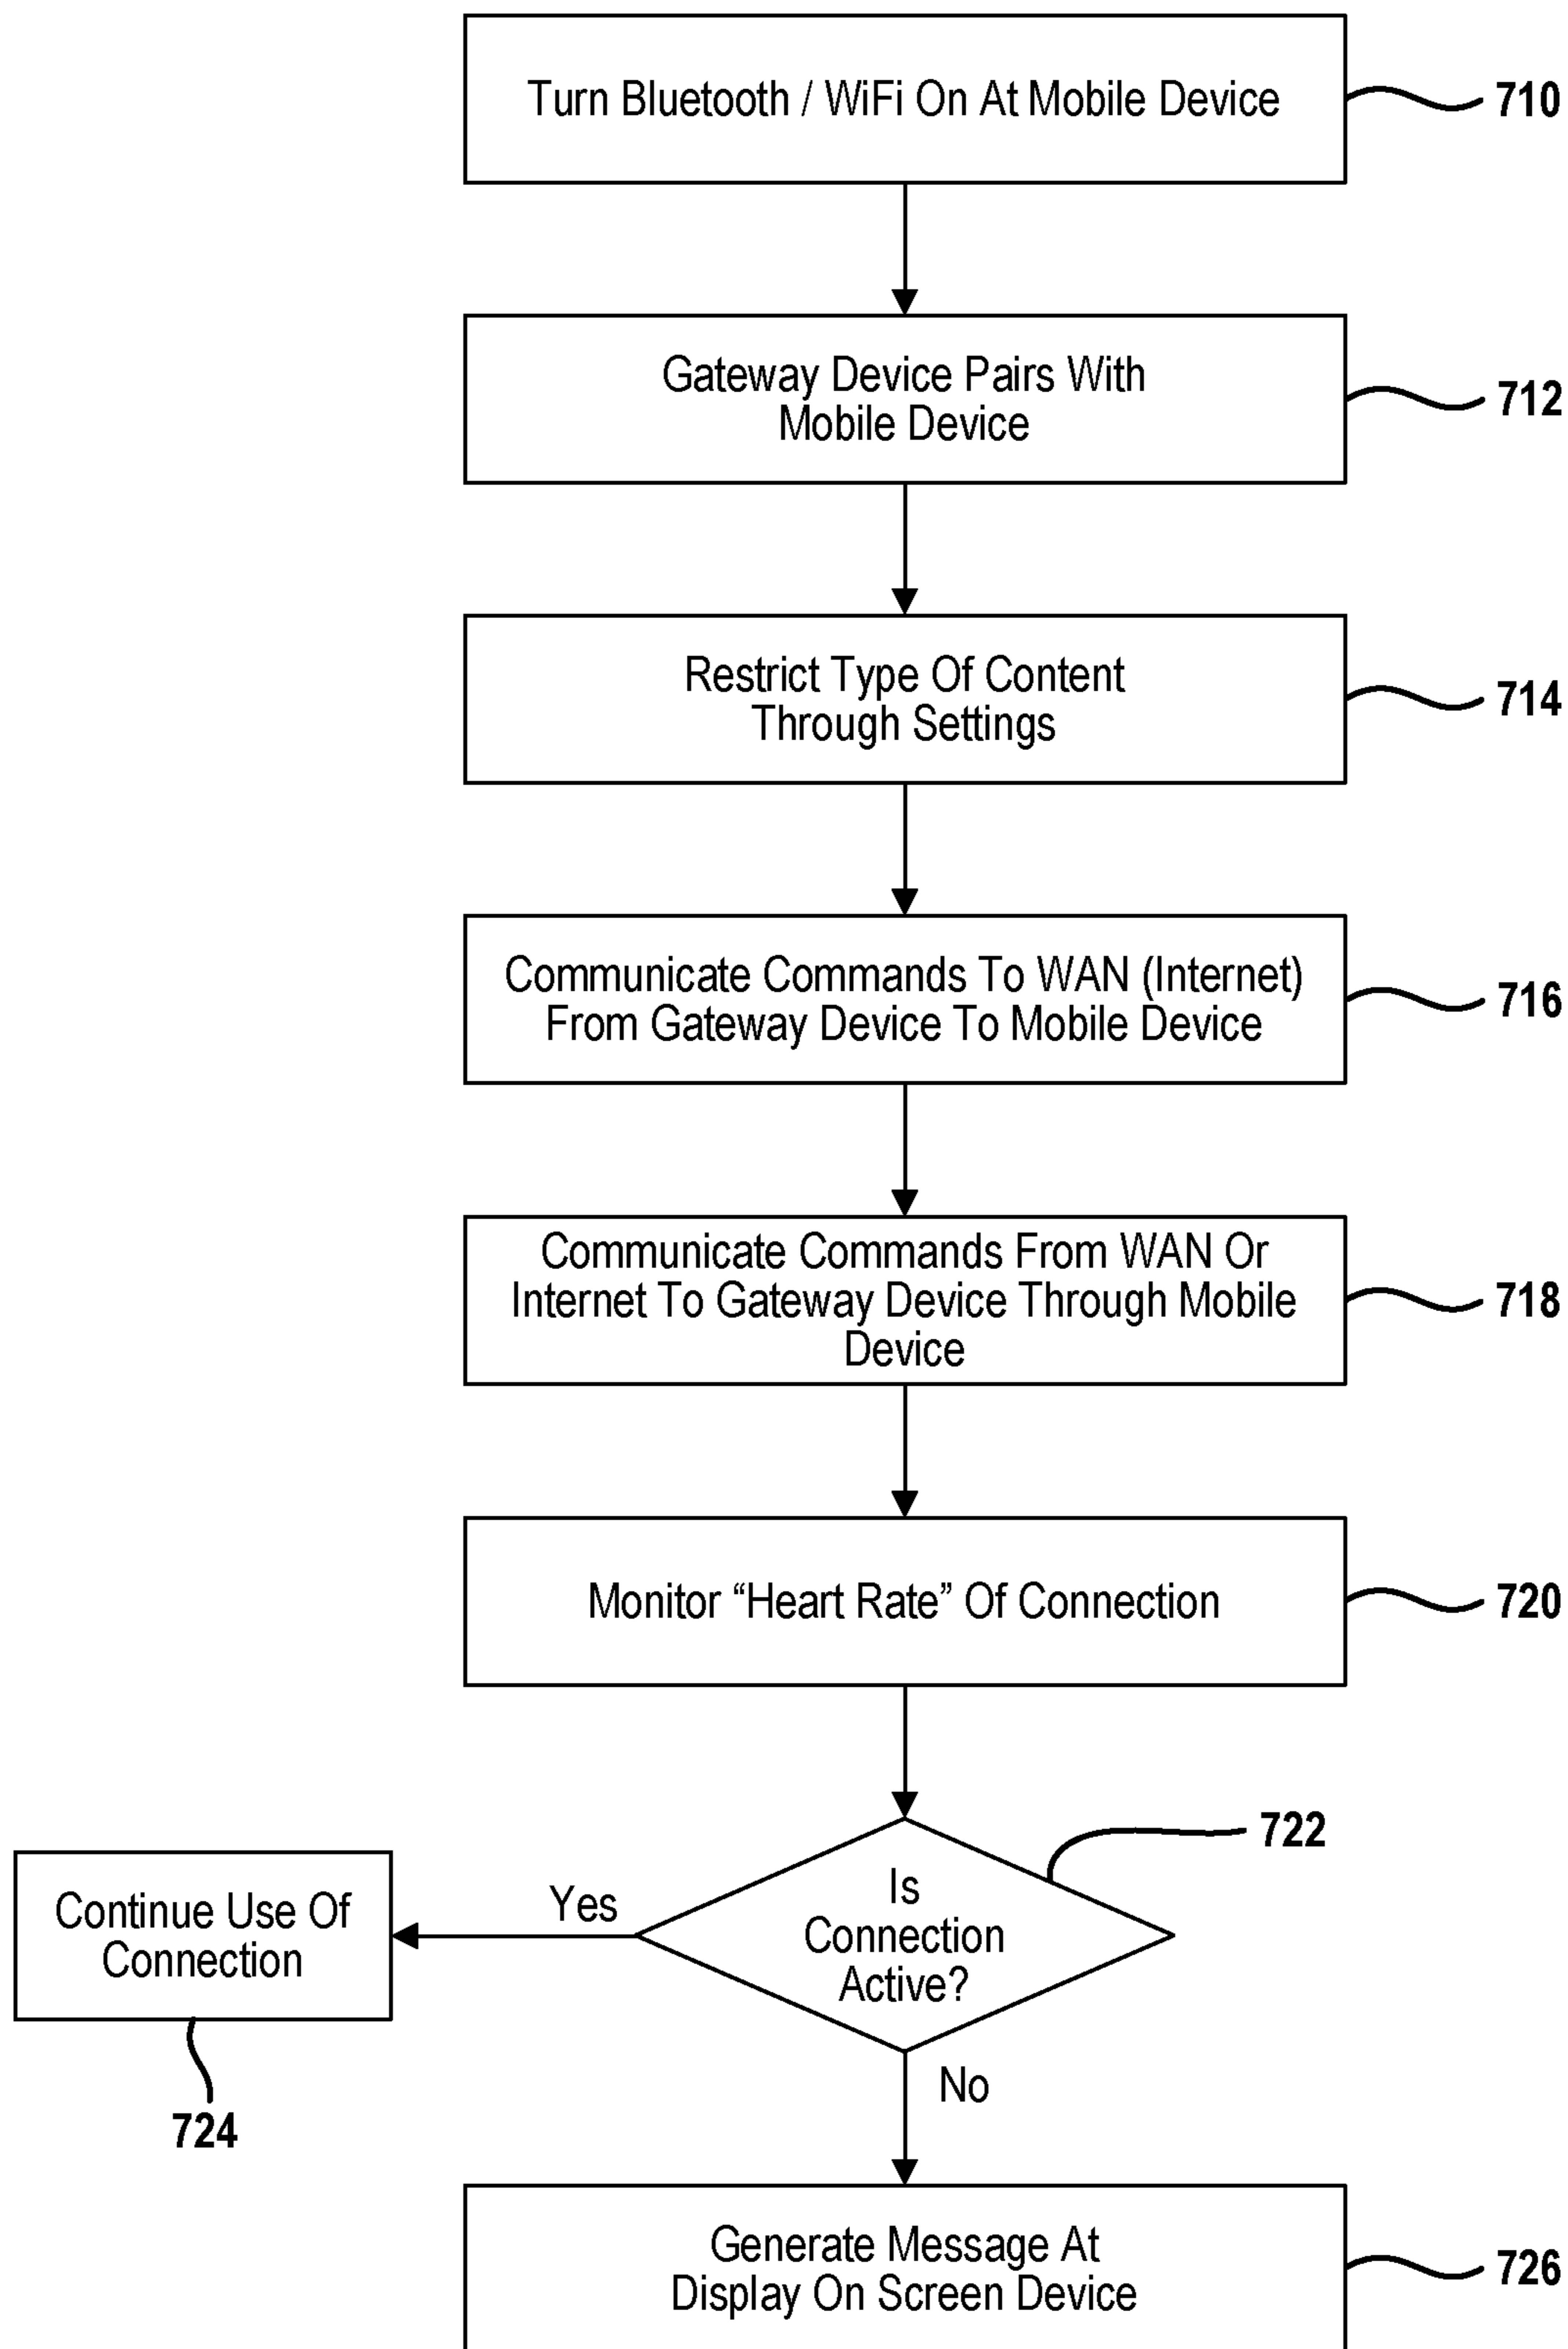 Turn Bluetooth / WiFi On At Mobile Device
710
Gateway Device Pairs With
Mobile Device
712
Restrict Type Of Content
Through Settings
714
Communicate Commands To WAN (Internet)
From Gateway Device To Mobile Device
716
Communicate Commands From WAN Or
Internet To Gateway Device Through Mobile
Device
718
Monitor “Heart Rate” Of Connection
720
Is
Connection
Active?
722
Yes
Continue Use Of
Connection
724
No
Generate Message At
Display On Screen Device
726